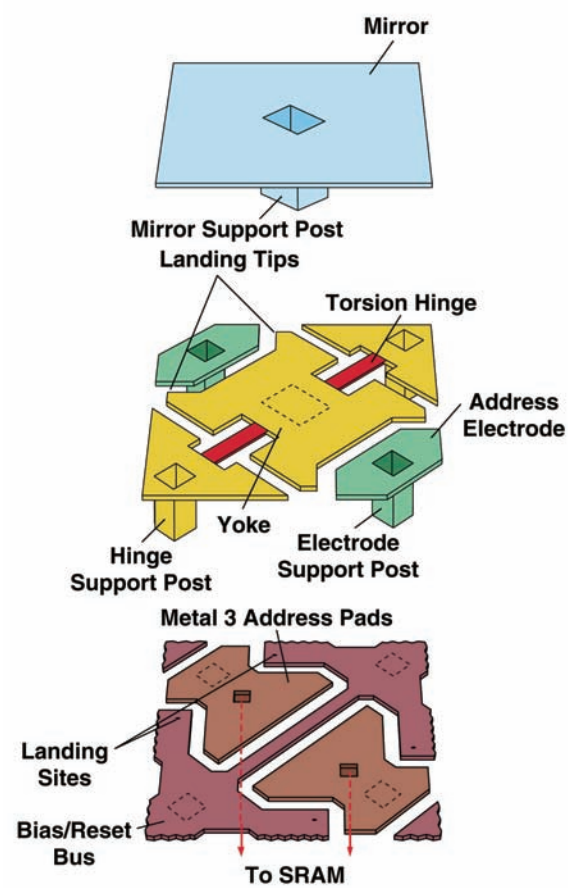 Mirror
Mirror Support Post
Landing Tips
Torsion Hinge
Address
Electrode
Yoke
Hinge
Support Post
Electrode
Support Post
Metal 3 Address Pads
Landing
Sites
Bias/Reset
Bus
To SRAM